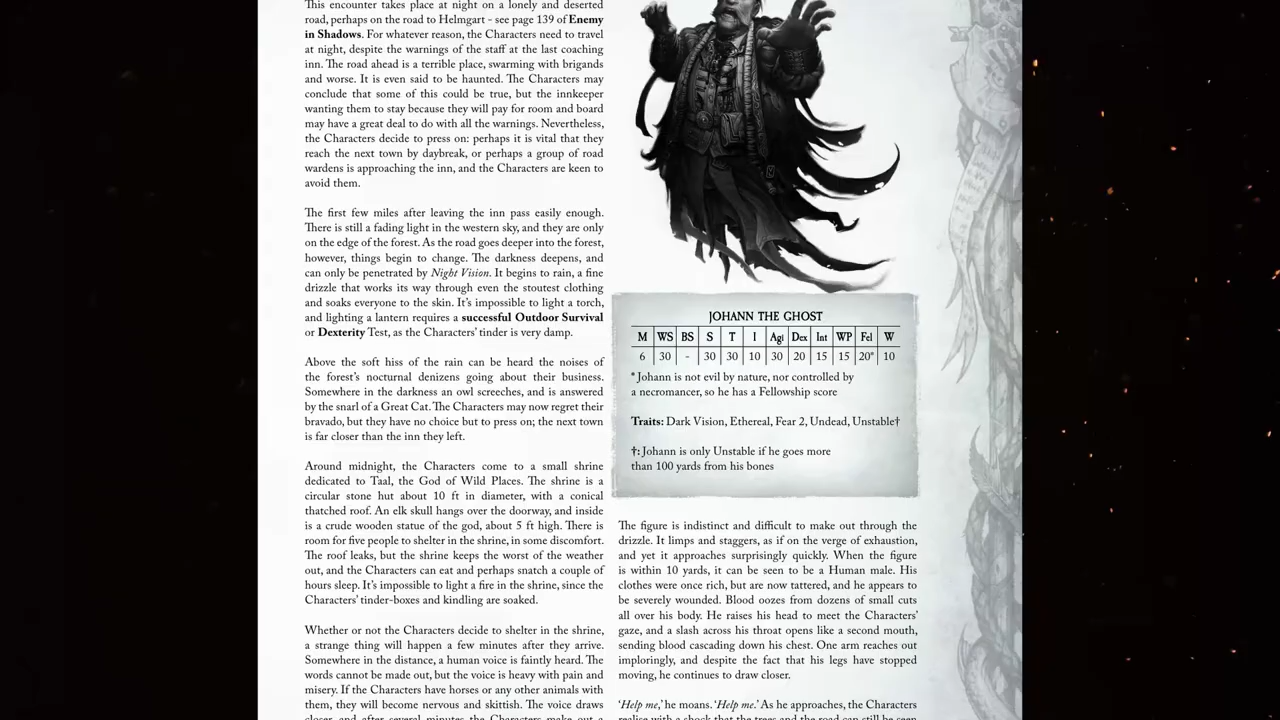 This encounter takes place at night on a lonely and deserted
road, perhaps on the road to Helmgart - see page 139 of Enemy
in Shadows. For whatever reason, the Characters need to travel
at night, despite the warnings of the staff at the last coaching
inn. The road ahead is a terrible place, swarming with brigands
and worse. It is even said to be haunted. The Characters may
conclude that some of this could be true, but the innkeeper
wanting them to stay because they will pay for room and board
may have a great deal to do with all the warnings. Nevertheless,
the Characters decide to press on: perhaps it is vital that they
reach the next town by daybreak, or perhaps a group of road
wardens is approaching the inn, and the Characters are keen to
avoid them.
The first few miles after leaving the inn pass easily enough.
There is still a fading light in the western sky, and they are only
on the edge of the forest. As the road goes deeper into the forest,
however, things begin to change. The darkness deepens, and
can only be penetrated by Night Vision. It begins to rain, a fine
drizzle that works its way through even the stoutest clothing
and soaks everyone to the skin. It's impossible to light a torch,
and lighting a lantern requires a successful Outdoor Survival
or Dexterity Test, as the Characters' tinder is very damp.
Above the soft hiss of the rain can be heard the noises of
the forest's nocturnal denizens going about their business.
Somewhere in the darkness an owl screeches, and is answered
by the snarl of a Great Cat. The Characters may now regret their
bravado, but they have no choice but to press on; the next town
is far closer than the inn they left.
Around midnight, the Characters come to a small shrine
dedicated to Taal, the God of Wild Places. The shrine is a
circular stone hut about 10 ft in diameter, with a conical
thatched roof. An elk skull hangs over the doorway, and inside
is a crude wooden statue of the god, about 5 ft high. There is
room for five people to shelter in the shrine, in some discomfort.
The roof leaks, but the shrine keeps the worst of the weather
out, and the Characters can eat and perhaps snatch a couple of
hours sleep. It's impossible to light a fire in the shrine, since the
Characters' tinder-boxes and kindling are soaked.
Whether or not the Characters decide to shelter in the shrine,
a strange thing will happen a few minutes after they arrive.
Somewhere in the distance, a human voice is faintly heard. The
words cannot be made out, but the voice is heavy with pain and
misery. If the Characters have horses or any other animals with
them, they will become nervous and skittish. The voice draws
closer, and after several minutes the Characters make out a
JOHANN THE GHOST
M WS BS S T I Agi Dex Int WP Fel W
6 30 - 30 30 10 30 20 15 15 20* 10
* Johann is not evil by nature, nor controlled by
a necromancer, so he has a Fellowship score
Traits: Dark Vision, Ethereal, Fear 2, Undead, Unstable†
†: Johann is only Unstable if he goes more
than 100 yards from his bones
The figure is indistinct and difficult to make out through the
drizzle. It limps and staggers, as if on the verge of exhaustion,
and yet it approaches surprisingly quickly. When the figure
is within 10 yards, it can be seen to be a Human male. His
clothes were once rich, but are now tattered, and he appears to
be severely wounded. Blood oozes from dozens of small cuts
all over his body. He raises his head to meet the Characters'
gaze, and a slash across his throat opens like a second mouth,
sending blood cascading down his chest. One arm reaches out
imploringly, and despite the fact that his legs have stopped
moving, he continues to draw closer.
'Help me,' he moans. 'Help me.' As he approaches, the Characters
realise with a shock that the trees and the road can still be seen